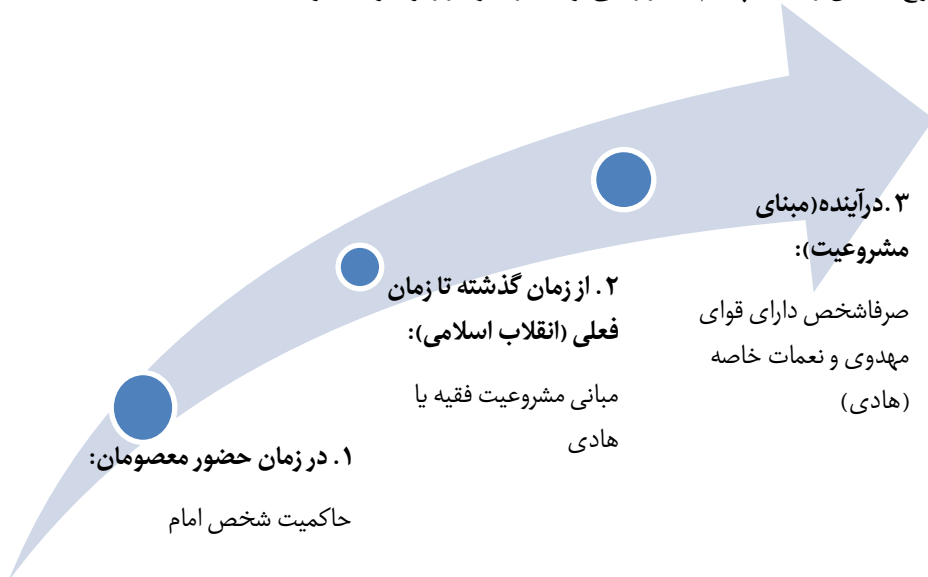 ۱. در زمان حضور معصومان:
حاکمیت شخص امام
۲. از زمان گذشته تا زمان
فعلی (انقلاب اسلامی):
مبانی مشروعیت فقیه یا
هادی
۳.درآینده(مبنای
مشروعیت):
صرفاشخص دارای قوای
مهدوی و نعمات خاصه
(هادی)